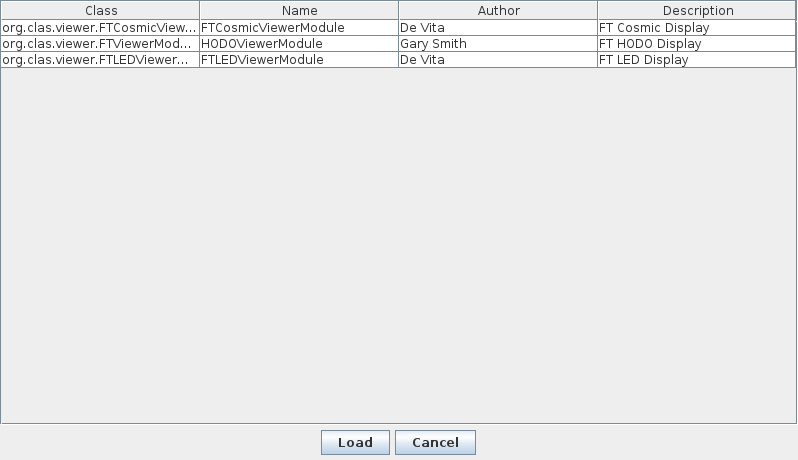 Class Name Author Description
org.clas.viewer.FTCosmicView... FTCosmicViewerModule De Vita FT Cosmic Display
org.clas.viewer.FTViewerMod... HODOViewerModule Gary Smith FT HODO Display
org.clas.viewer.FTLEDViewer... FTLEDViewerModule De Vita FT LED Display
Load Cancel